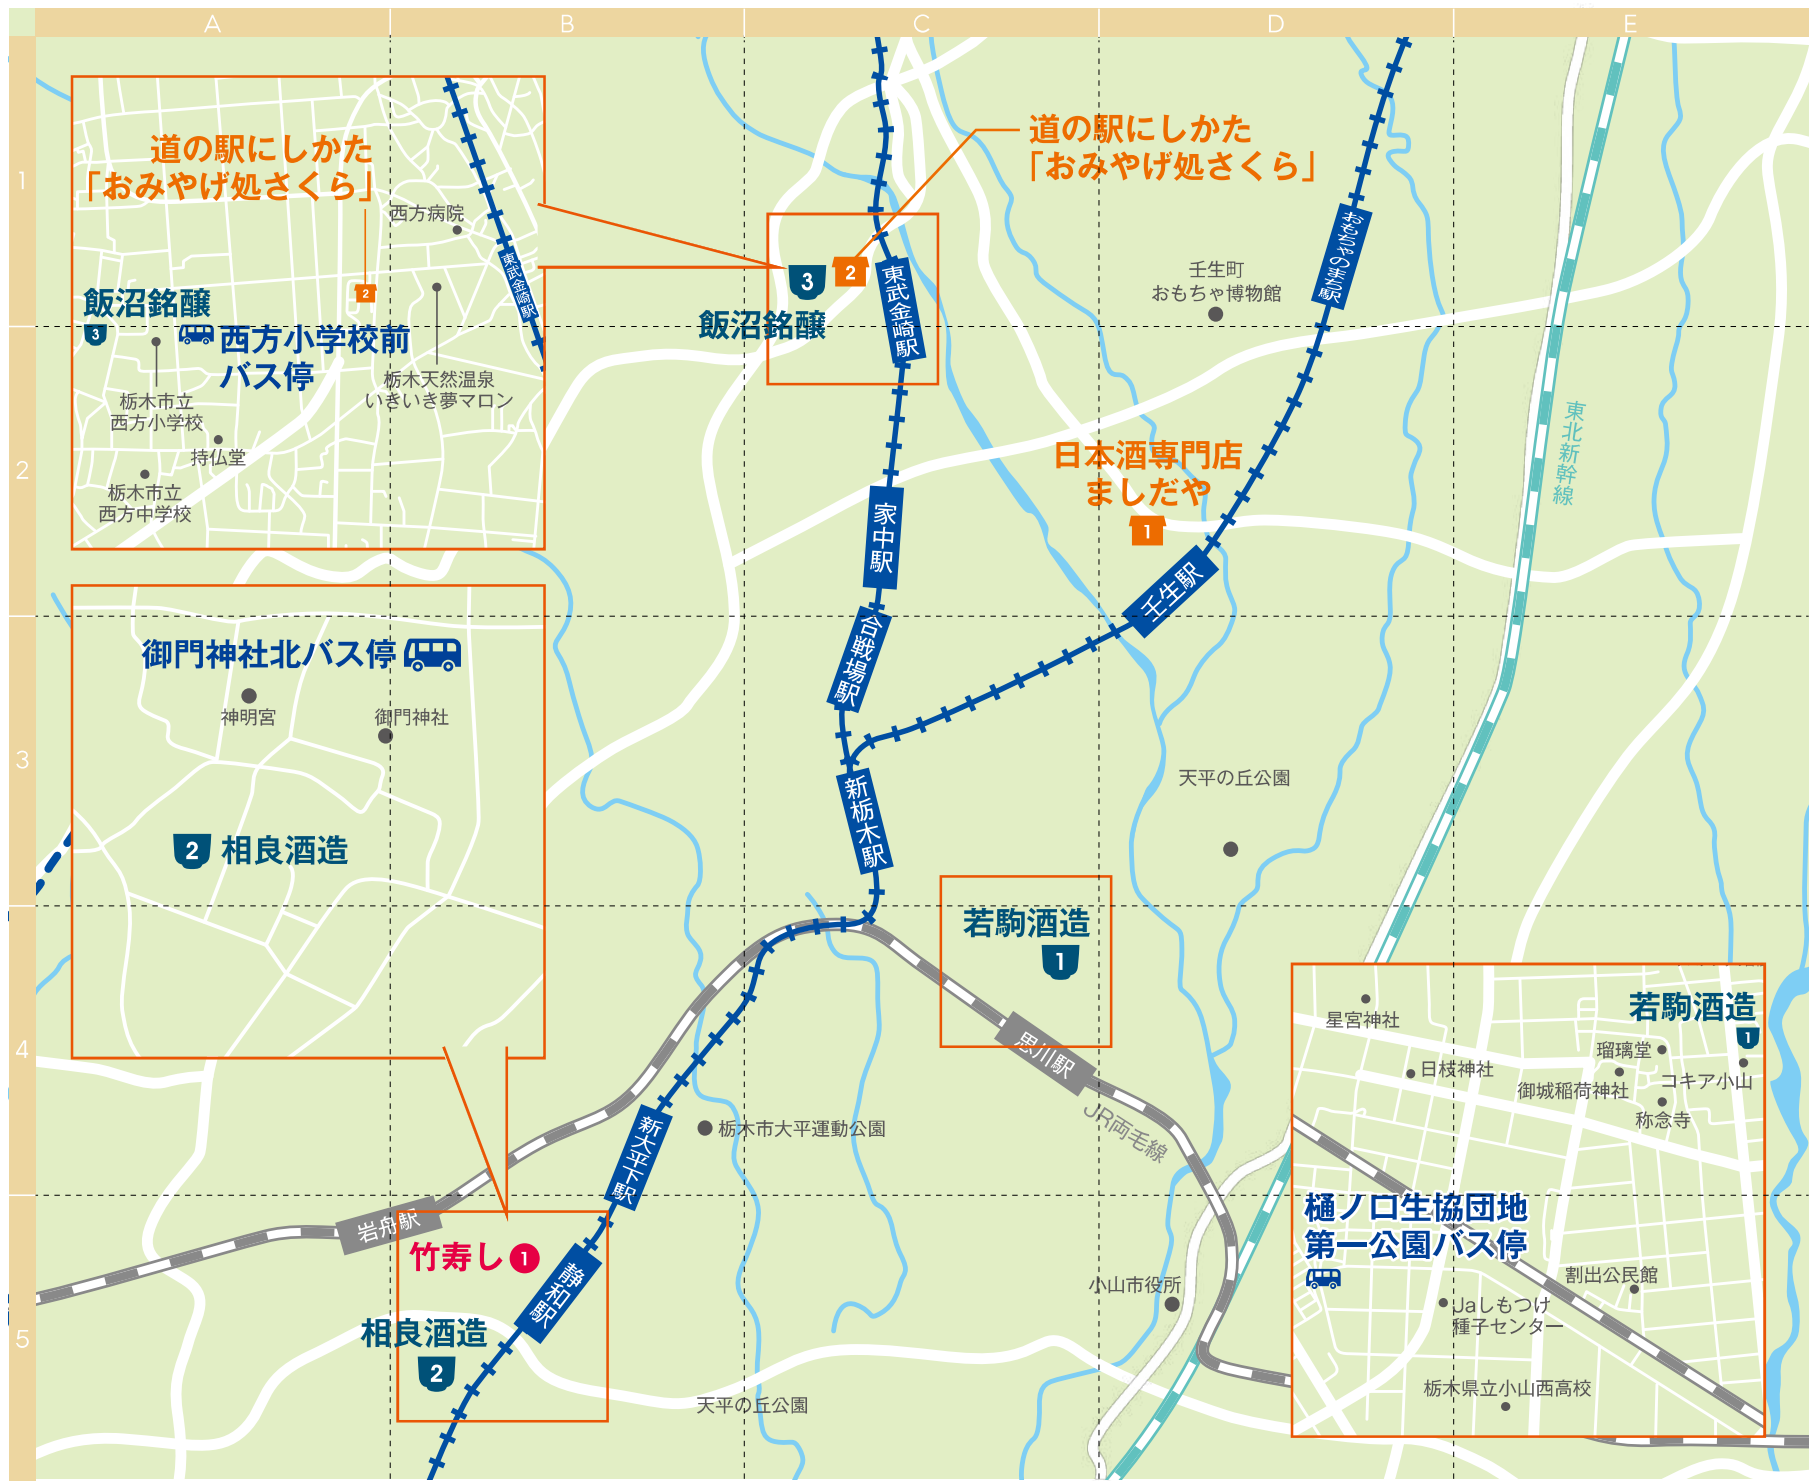 A
B
C
D
E
1
2
3
4
5
道の駅にしかた
「おみやげ処さくら」
西方病院
東武金崎駅
2
飯沼銘醸
3
西方小学校前
バス停
栃木市立
西方小学校
栃木天然温泉
いきいき夢マロン
持仏堂
栃木市立
西方中学校
道の駅にしかた
「おみやげ処さくら」
3
2
飯沼銘醸
東武金崎駅
壬生町
おもちゃ博物館
おもちゃのまち駅
東北新幹線
日本酒専門店
ましだや
1
家中駅
壬生駅
合戦場駅
新栃木駅
天平の丘公園
御門神社北バス停
神明宮
御門神社
2
相良酒造
若駒酒造
1
思川駅
JR両毛線
栃木市大平運動公園
新大平下駅
岩舟駅
竹寿し
1
静和駅
相良酒造
2
天平の丘公園
小山市役所
星宮神社
若駒酒造
1
瑠璃堂
日枝神社
コキア小山
御城稲荷神社
称念寺
樋ノ口生協団地
第一公園バス停
割出公民館
Jaしもつけ
種子センター
栃木県立小山西高校